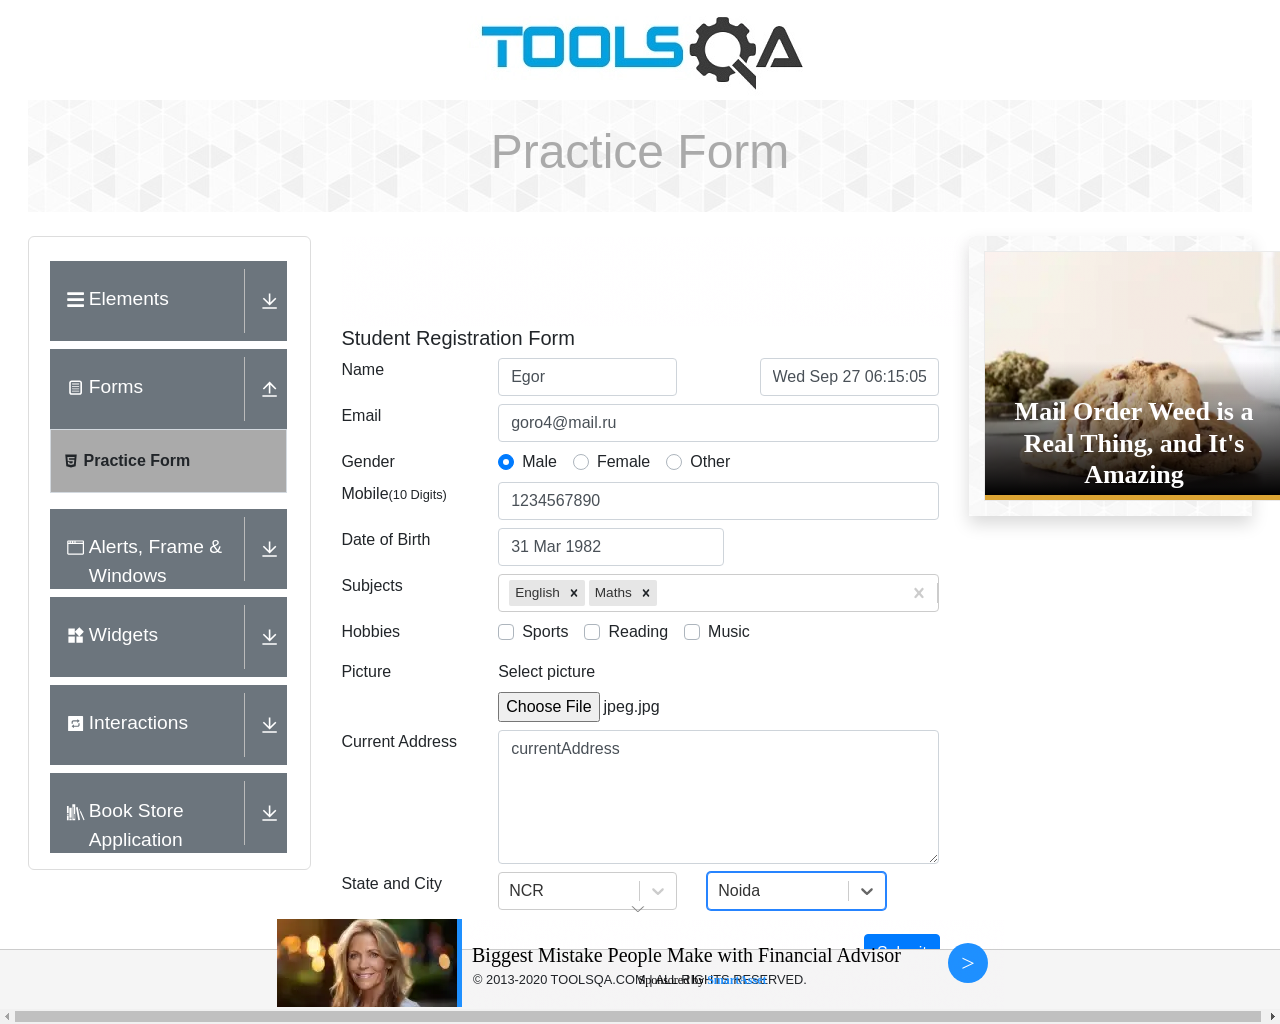 TOOLSQA
Practice Form
Elements
Forms
Practice Form
Alerts, Frame &
Windows
Widgets
Interactions
Book Store
Application
Student Registration Form
Name
Egor
Wed Sep 27 06:15:05
Email
goro4@mail.ru
Gender
Male
Female
Other
Mobile(10 Digits)
1234567890
Date of Birth
31 Mar 1982
Subjects
English
Maths
Hobbies
Sports
Reading
Music
Picture
Select picture
Choose File jpeg.jpg
Current Address
currentAddress
State and City
NCR
Noida
Submit
Mail Order Weed is a
Real Thing, and It's
Amazing
Biggest Mistake People Make with Financial Advisor
© 2013-2020 TOOLSQA.COM | ALL RIGHTS RESERVED.
Sponsored by
>